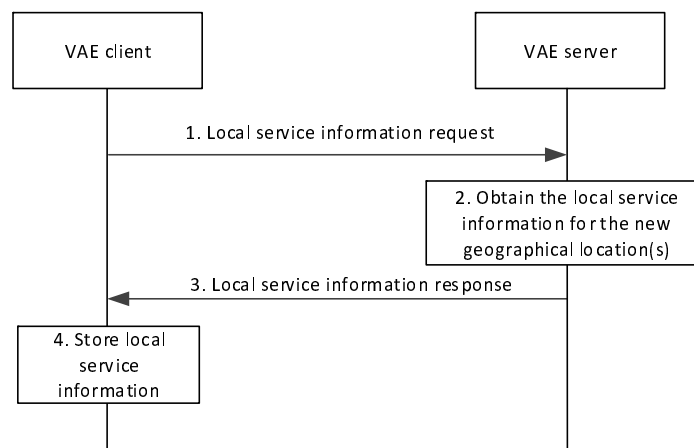 VAE client
VAE server
1. Local service information request
2. Obtain the local service
information for the new
geographical location(s)
3. Local service information response
4. Store local
service
information